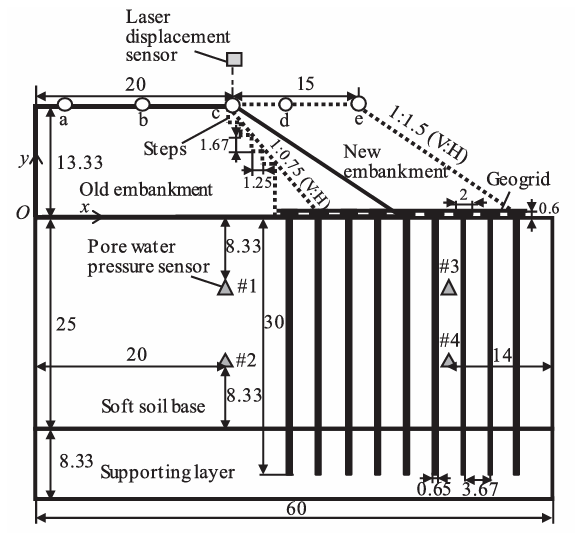 Laser
displacement
sensor
20
15
a
b
c
d
e
Steps
1.67
1.25
1:0.75 (V:H)
1:1.5 (V:H)
New
embankment
Geogrid
y
13.33
Old embankment
2
0.6
O
x
Pore water
pressure sensor
8.33
#1
#3
25
30
20
#2
#4
14
8.33
Soft soil base
8.33
Supporting layer
0.65
3.67
60